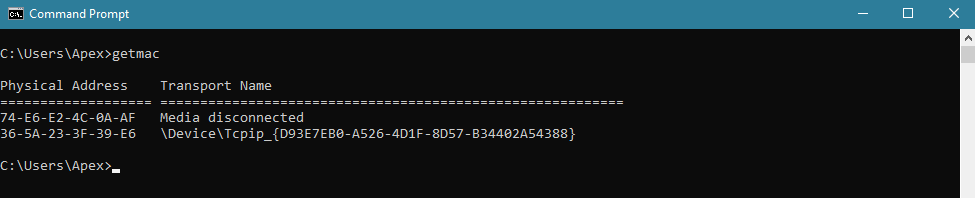 Command Prompt
C:\Users\Apex>getmac
Physical Address    Transport Name
=================== ==========================================================
74-E6-E2-4C-0A-AF   Media disconnected
36-5A-23-3F-39-E6   \Device\Tcpip_{D93E7EB0-A526-4D1F-8D57-B34402A54388}
C:\Users\Apex>